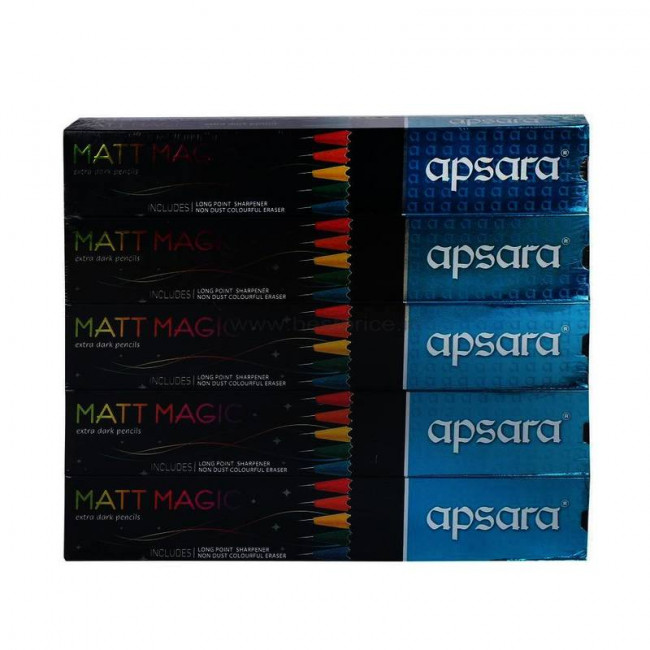 MATT MAGIC
extra dark pencils
INCLUDES
LONG POINT SHARPENER
NON DUST COLOURFUL ERASER
apsara®
MATT MAGIC
extra dark pencils
INCLUDES
LONG POINT SHARPENER
NON DUST COLOURFUL ERASER
apsara®
MATT MAGIC
extra dark pencils
INCLUDES
LONG POINT SHARPENER
NON DUST COLOURFUL ERASER
apsara®
MATT MAGIC
extra dark pencils
INCLUDES
LONG POINT SHARPENER
NON DUST COLOURFUL ERASER
apsara®
MATT MAGIC
extra dark pencils
INCLUDES
LONG POINT SHARPENER
NON DUST COLOURFUL ERASER
apsara®